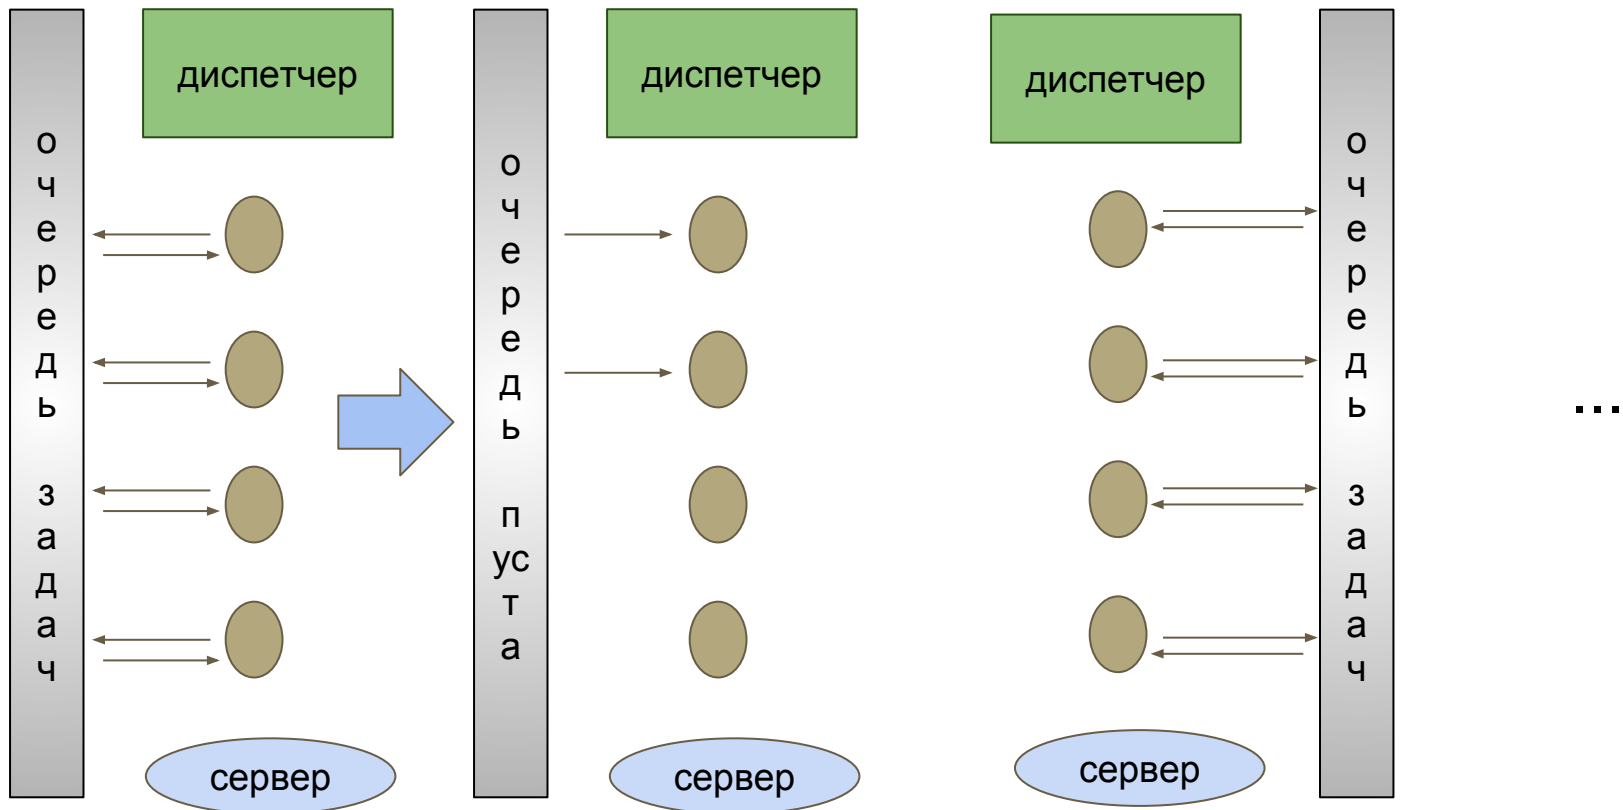 диспетчер
диспетчер
диспетчер
очередь задач
очередь пуста
очередь задач
...
сервер
сервер
сервер